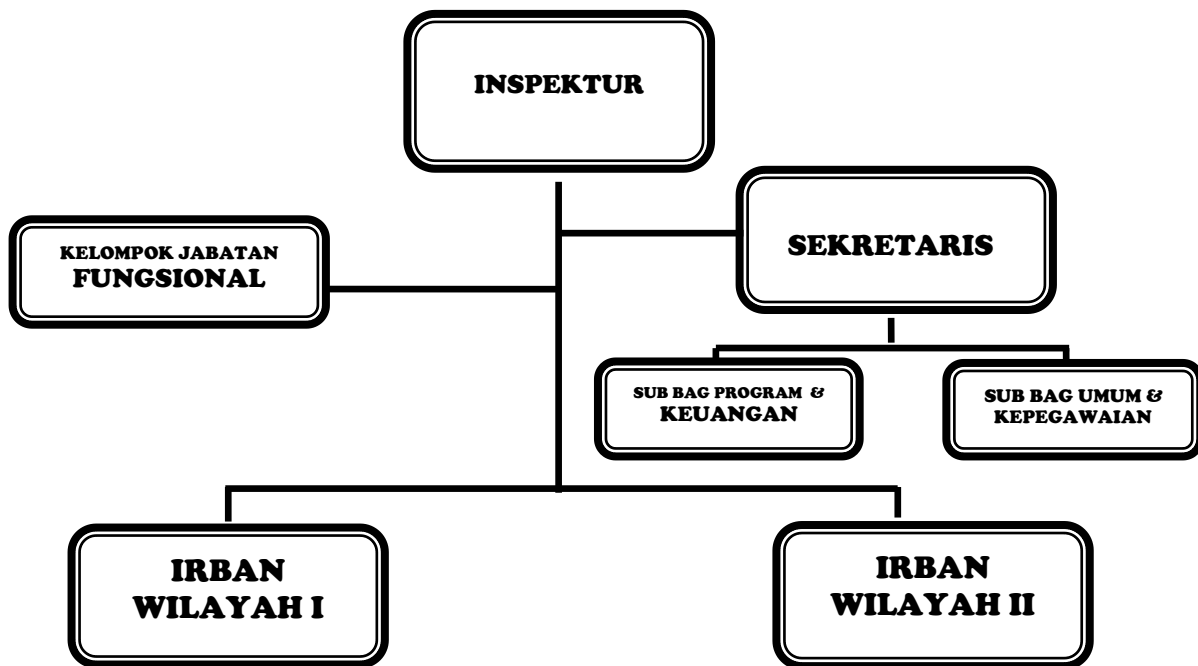 INSPEKTUR
SEKRETARIS
KELOMPOK JABATAN
FUNGSIONAL
SUB BAG PROGRAM &
KEUANGAN
SUB BAG UMUM &
KEPEGAWAIAN
IRBAN
WILAYAH I
IRBAN
WILAYAH II